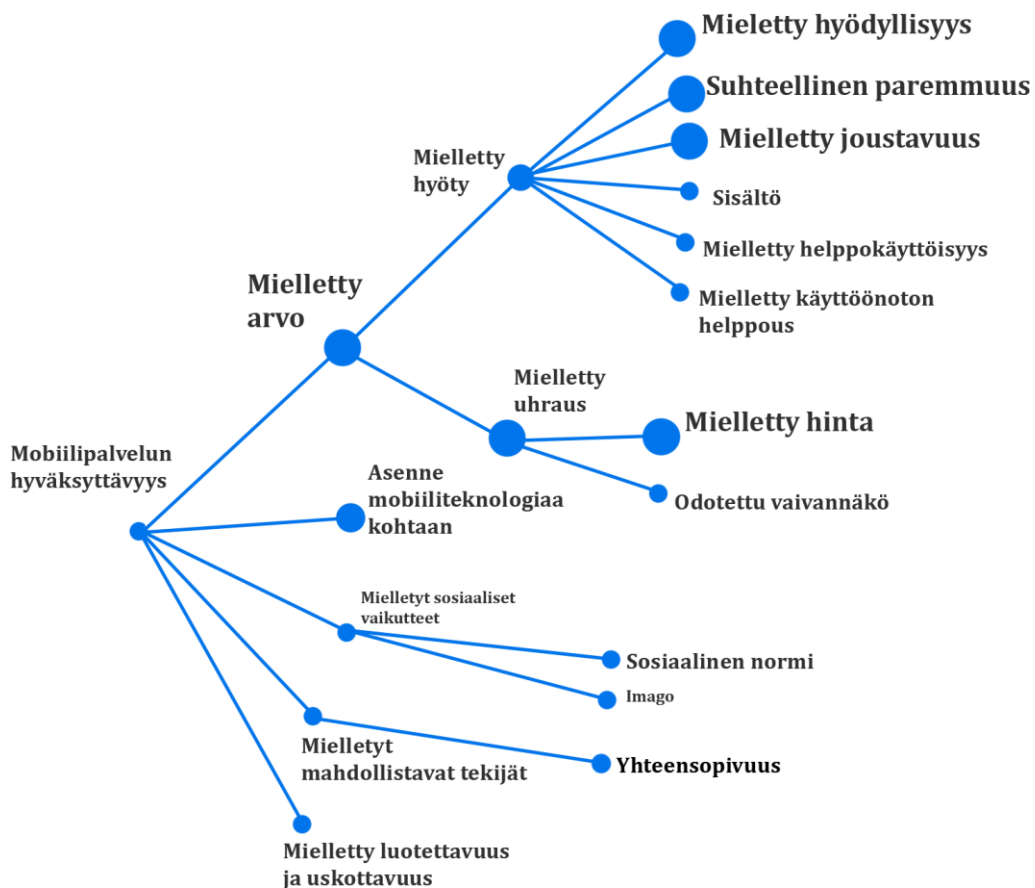 Mieletty hyödyllisyys
Suhteellinen paremmuus
Mielletty joustavuus
Mielletty
hyöty
Sisältö
Mielletty helppokäyttöisyys
Mielletty
arvo
Mielletty käyttöönoton
helppous
Mielletty
uhraus
Mielletty hinta
Mobiilipalvelun
hyväksyttävyys
Asenne
mobiiliteknologiaa
kohtaan
Odotettu vaivannäkö
Mielletyt sosiaaliset
vaikutteet
Sosiaalinen normi
Imago
Mielletyt
mahdollistavat tekijät
Yhteensopivuus
Mielletty luotettavuus
ja uskottavuus